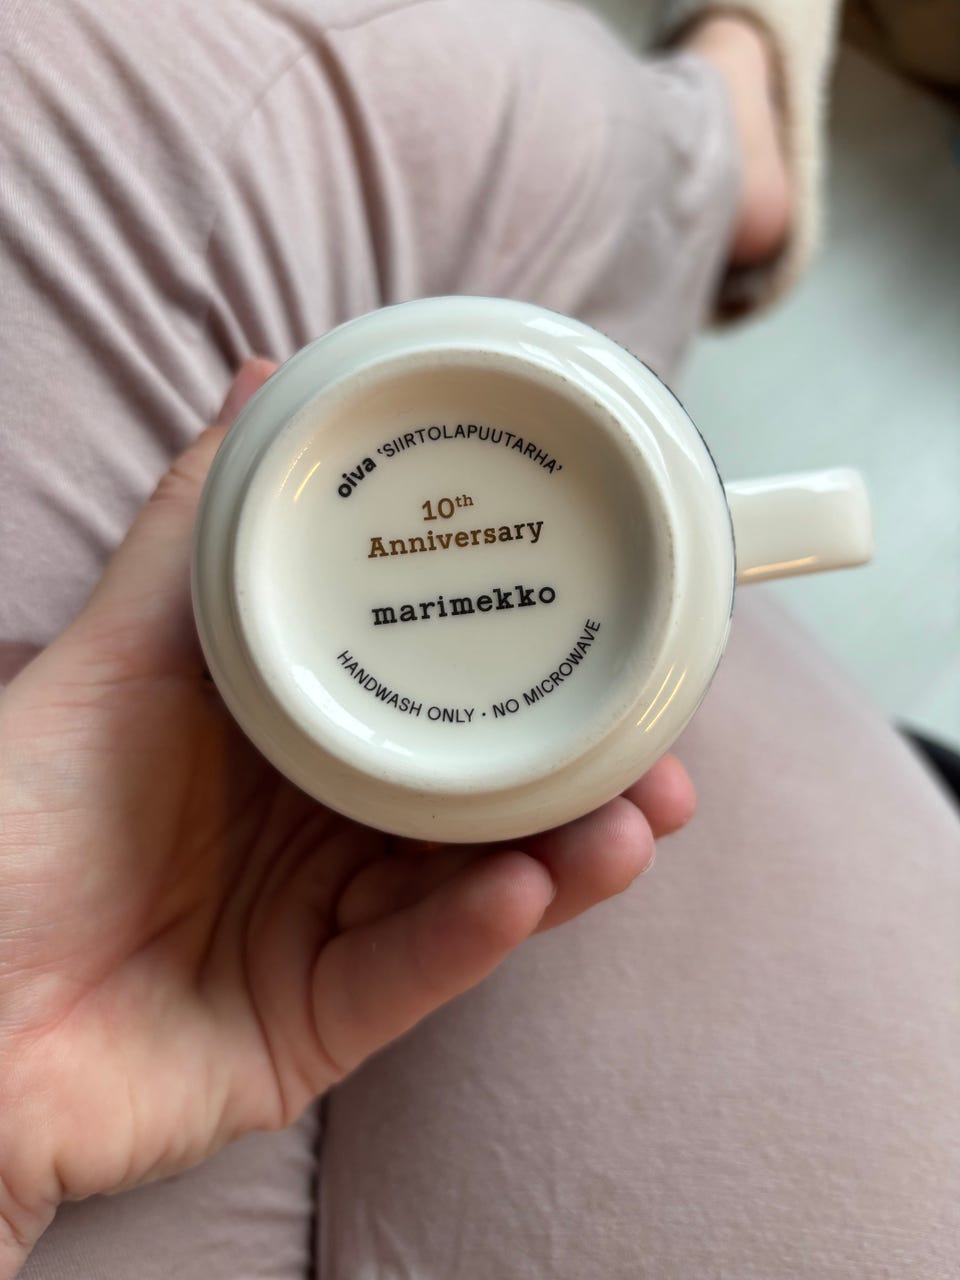 oiva ‘SIIRTOLAPUUTARHA’
10th
Anniversary
marimekko
HANDWASH ONLY · NO MICROWAVE